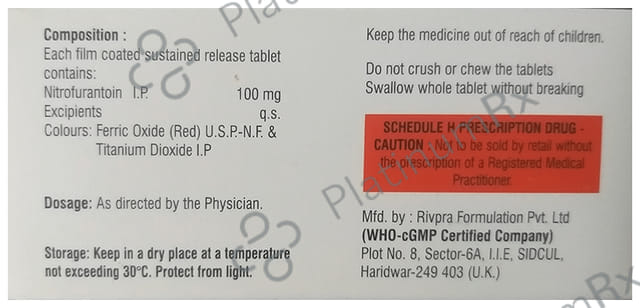 Composition :
Each film coated sustained release tablet
contains:
Nitrofurantoin I.P. 100 mg
Excipients q.s.
Colours: Ferric Oxide (Red) U.S.P.-N.F. &
Titanium Dioxide I.P
Dosage: As directed by the Physician.
Storage: Keep in a dry place at a temperature
not exceeding 30°C. Protect from light.
Keep the medicine out of reach of children.
Do not crush or chew the tablets
Swallow whole tablet without breaking
SCHEDULE H PRESCRIPTION DRUG -
CAUTION : Not to be sold by retail without
the prescription of a Registered Medical
Practitioner.
Mfd. by : Rivpra Formulation Pvt. Ltd
(WHO-cGMP Certified Company)
Plot No. 8, Sector-6A, I.I.E, SIDCUL,
Haridwar-249 403 (U.K.)
PlatinumRx
PlatinumRx
PlatinumRx